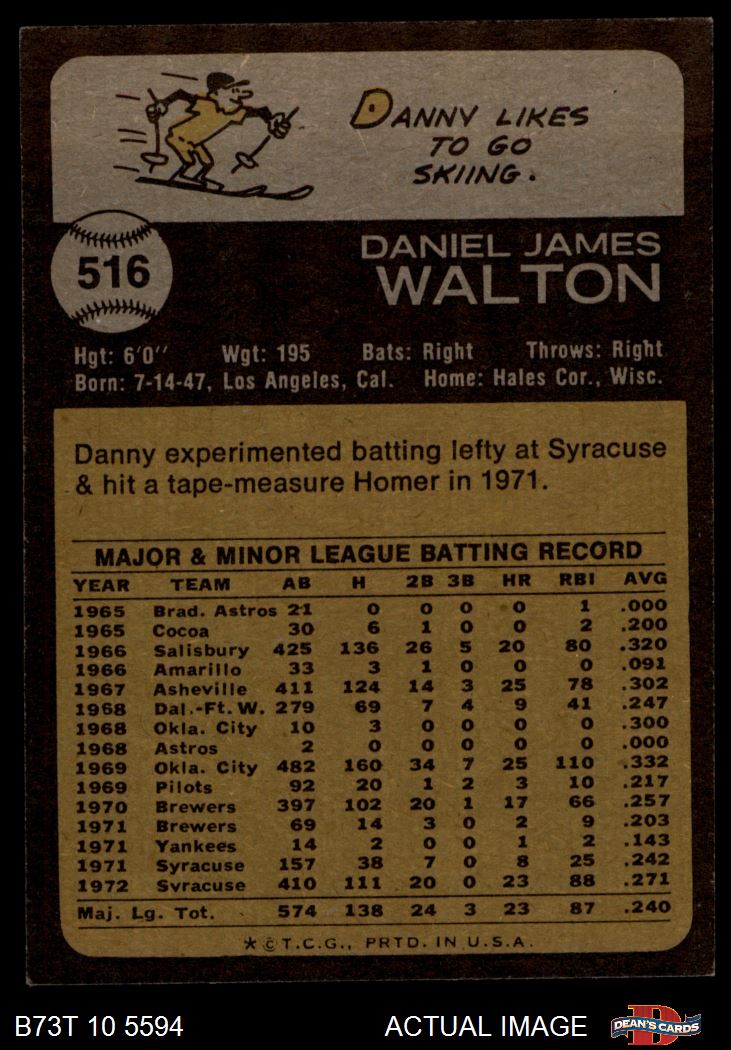 DANNY LIKES
TO GO
SKIING.
516
DANIEL JAMES
WALTON
Hgt: 6'0" Wgt: 195 Bats: Right Throws: Right
Born: 7-14-47, Los Angeles, Cal. Home: Hales Cor., Wisc.
Danny experimented batting lefty at Syracuse
& hit a tape-measure Homer in 1971.
MAJOR & MINOR LEAGUE BATTING RECORD
YEAR TEAM AB H 2B 3B HR RBI AVG
1965 Brad. Astros 21 0 0 0 0 1 .000
1965 Cocoa 30 6 1 0 0 2 .200
1966 Salisbury 425 136 26 5 20 80 .320
1966 Amarillo 33 3 1 0 0 0 .091
1967 Asheville 411 124 14 3 25 78 .302
1968 Dal.-Ft. W. 279 69 7 4 9 41 .247
1968 Okla. City 10 3 0 0 0 0 .300
1968 Astros 2 0 0 0 0 0 .000
1969 Okla. City 482 160 34 7 25 110 .332
1969 Pilots 92 20 1 2 3 10 .217
1970 Brewers 397 102 20 1 17 66 .257
1971 Brewers 69 14 3 0 2 9 .203
1971 Yankees 14 2 0 0 1 2 .143
1971 Syracuse 157 38 7 0 8 25 .242
1972 Syracuse 410 111 20 0 23 88 .271
Maj. Lg. Tot. 574 138 24 3 23 87 .240
★©T.C.G., PRTD. IN U.S.A.
B73T 10 5594 ACTUAL IMAGE DEAN'S CARDS